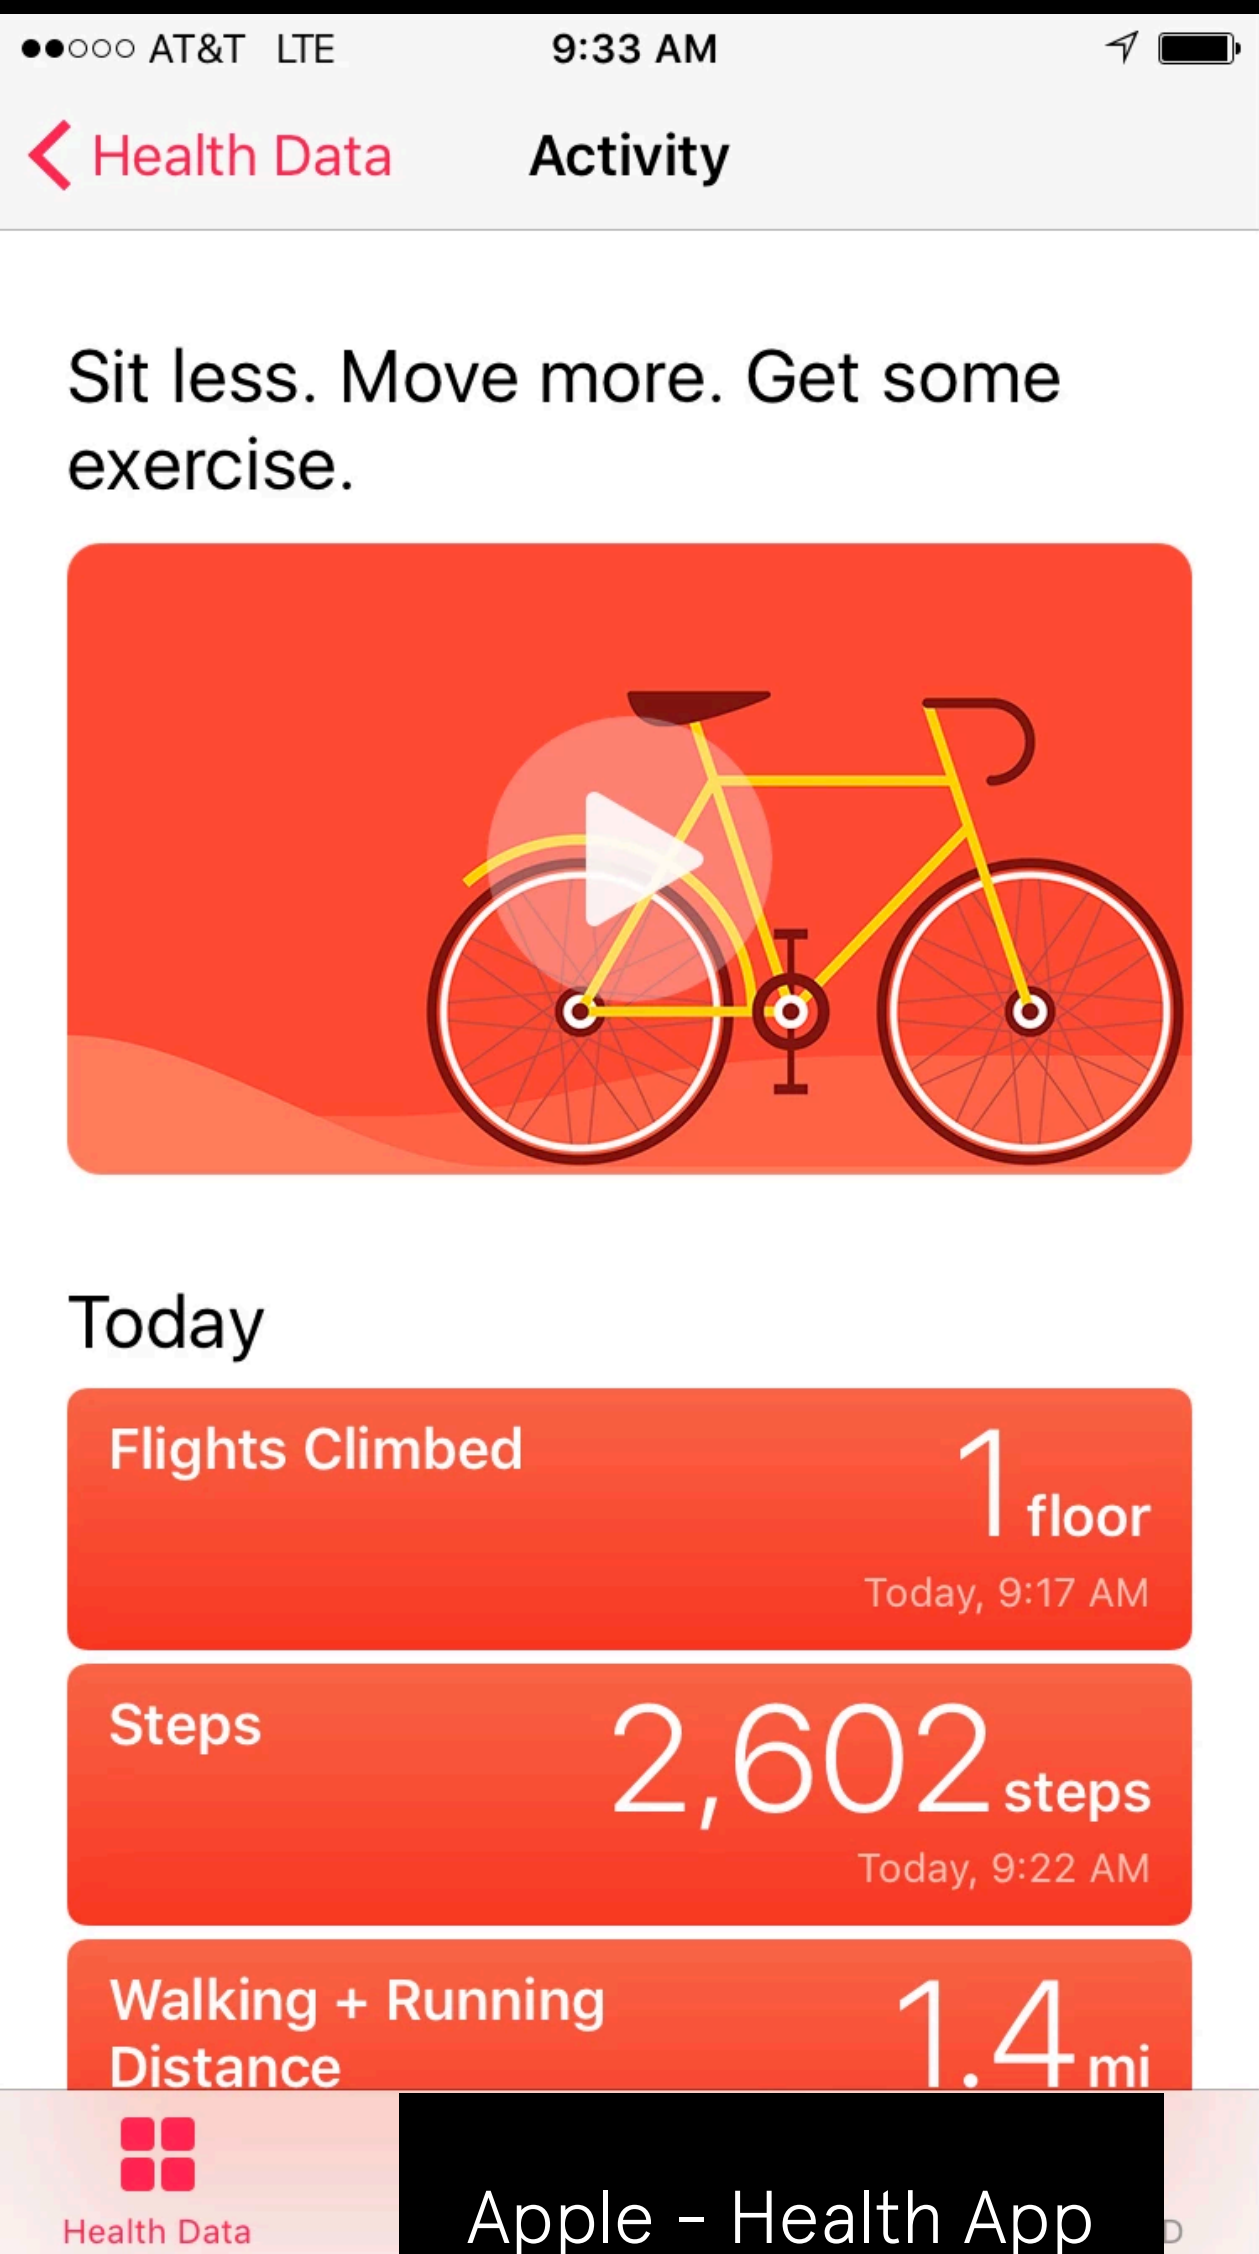 AT&T LTE 9:33 AM
Health Data Activity
Sit less. Move more. Get some
exercise.
Today
Flights Climbed 1 floor
Today, 9:17 AM
Steps 2,602 steps
Today, 9:22 AM
Walking + Running
Distance 1.4 mi
Health Data
Apple - Health App